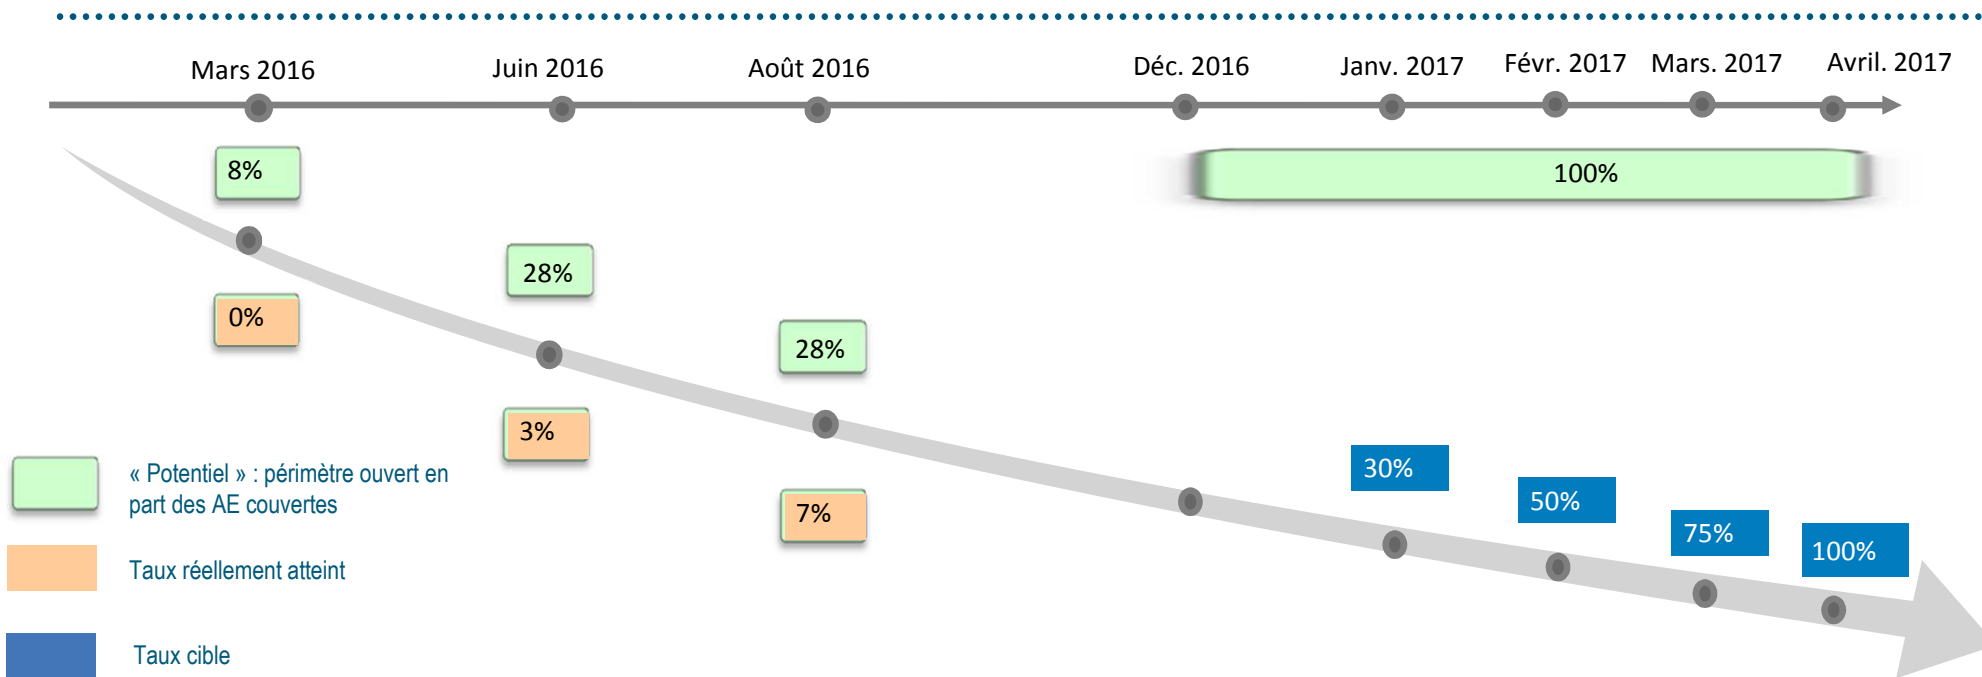 Mars 2016
Juin 2016
Août 2016
Déc. 2016
Janv. 2017
Févr. 2017
Mars. 2017
Avril. 2017
8%
100%
0%
28%
28%
3%
7%
30%
50%
75%
100%
« Potentiel » : périmètre ouvert en
part des AE couvertes
Taux réellement atteint
Taux cible